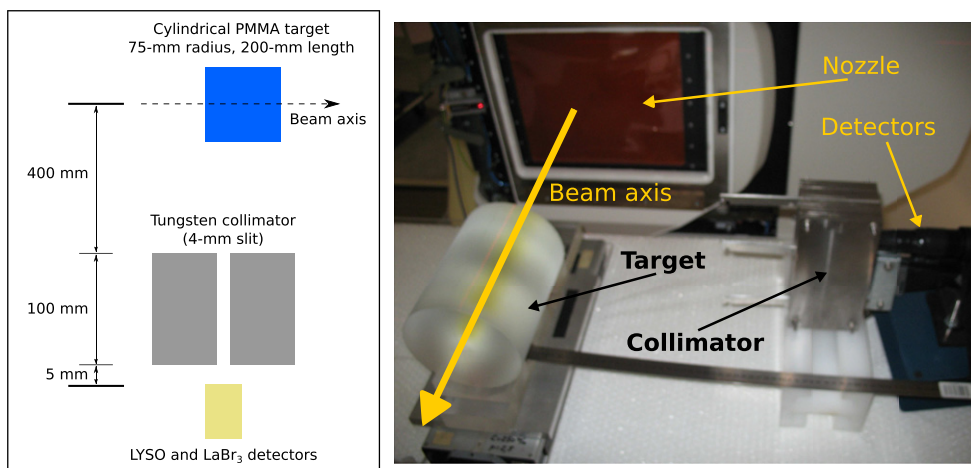 Cylindrical PMMA target
75-mm radius, 200-mm length
Beam axis
400 mm
Tungsten collimator
(4-mm slit)
100 mm
5 mm
LYSO and LaBr₃ detectors
Nozzle
Detectors
Beam axis
Target
Collimator